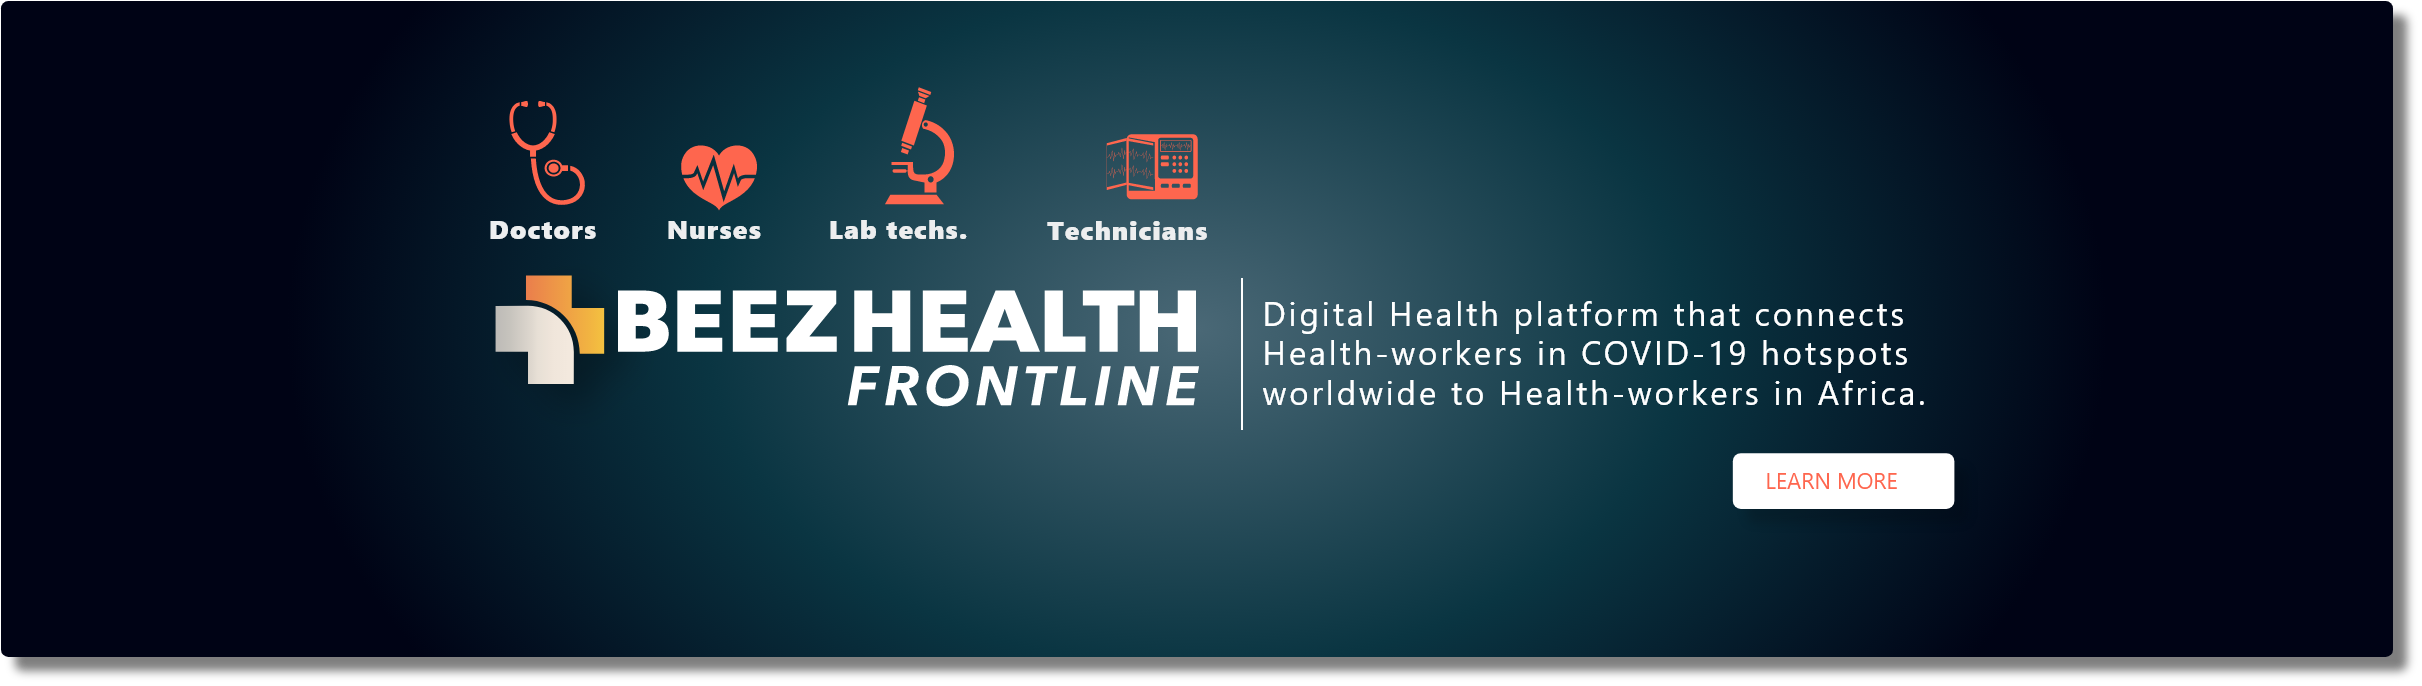 Doctors
Nurses
Lab techs.
Technicians
BEEZHEALTH
FRONTLINE
Digital Health platform that connects
Health-workers in COVID-19 hotspots
worldwide to Health-workers in Africa.
LEARN MORE